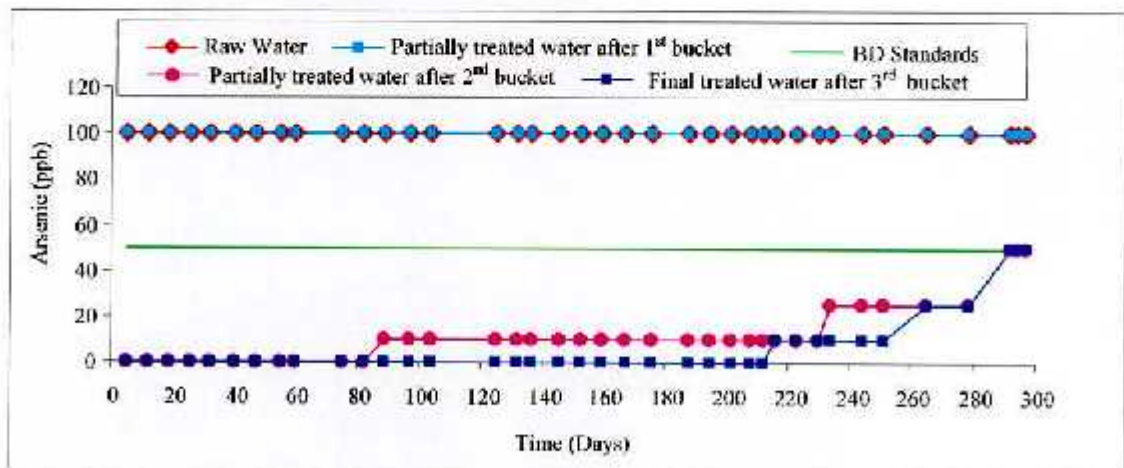 Raw Water Partially treated water after 1st bucket BD Standards
Partially treated water after 2nd bucket Final treated water after 3rd bucket
Arsenic (ppb)
120
100
80
60
40
20
0
0 20 40 60 80 100 120 140 160 180 200 220 240 260 280 300
Time (Days)